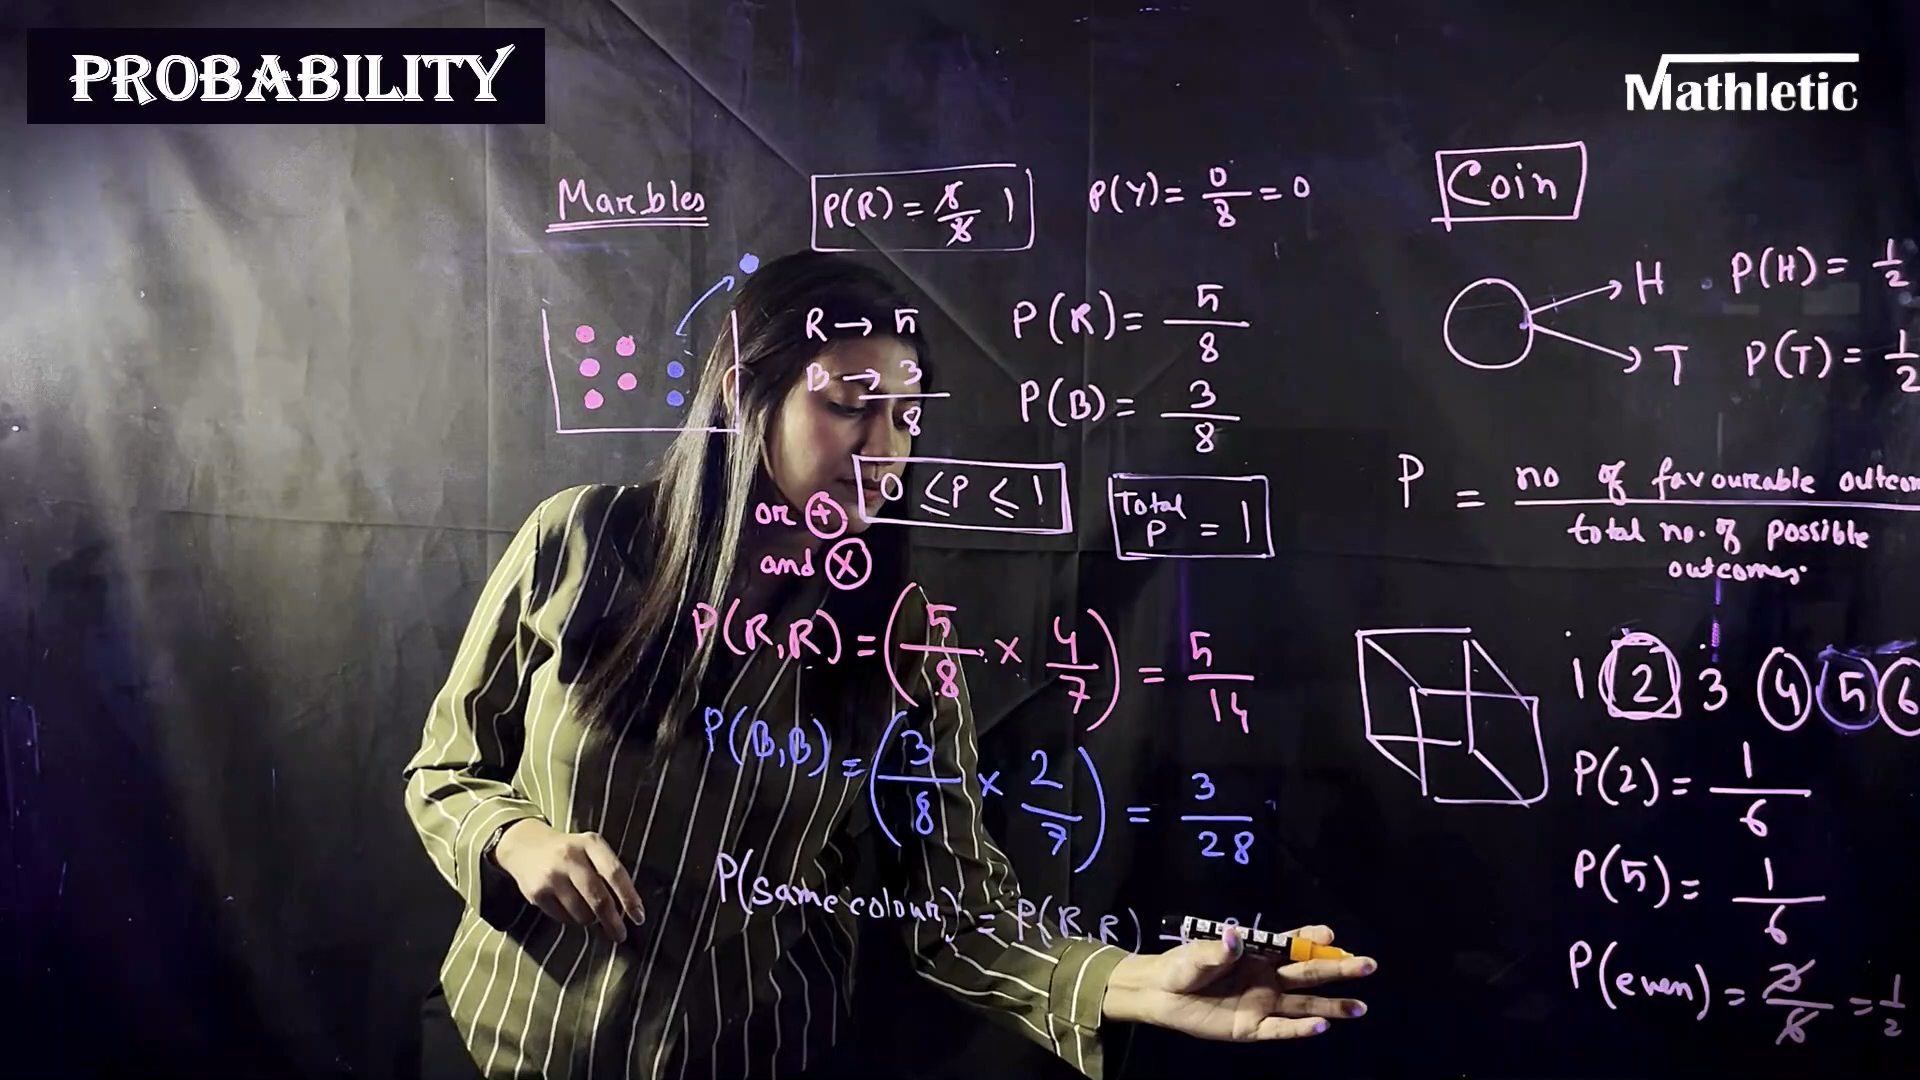 PROBABILITY
Mathletic
Marbles
P(R) = 8/8 1
P(Y) = 0/8 = 0
R → 5
B → 3
8
P(R) = 5/8
P(B) = 3/8
0 ≤ P ≤ 1
Total P = 1
or +
and ×
P(R,R) = (5/8 × 4/7) = 5/14
P(B,B) = (3/8 × 2/7) = 3/28
P(same colour) = P(R,R) +
Coin
H P(H) = 1/2
T P(T) = 1/2
P = no of favourable outcom
total no. of possible
outcomes.
1 2 3 4 5 6
P(2) = 1/6
P(5) = 1/6
P(even) = 3/6 = 1/2